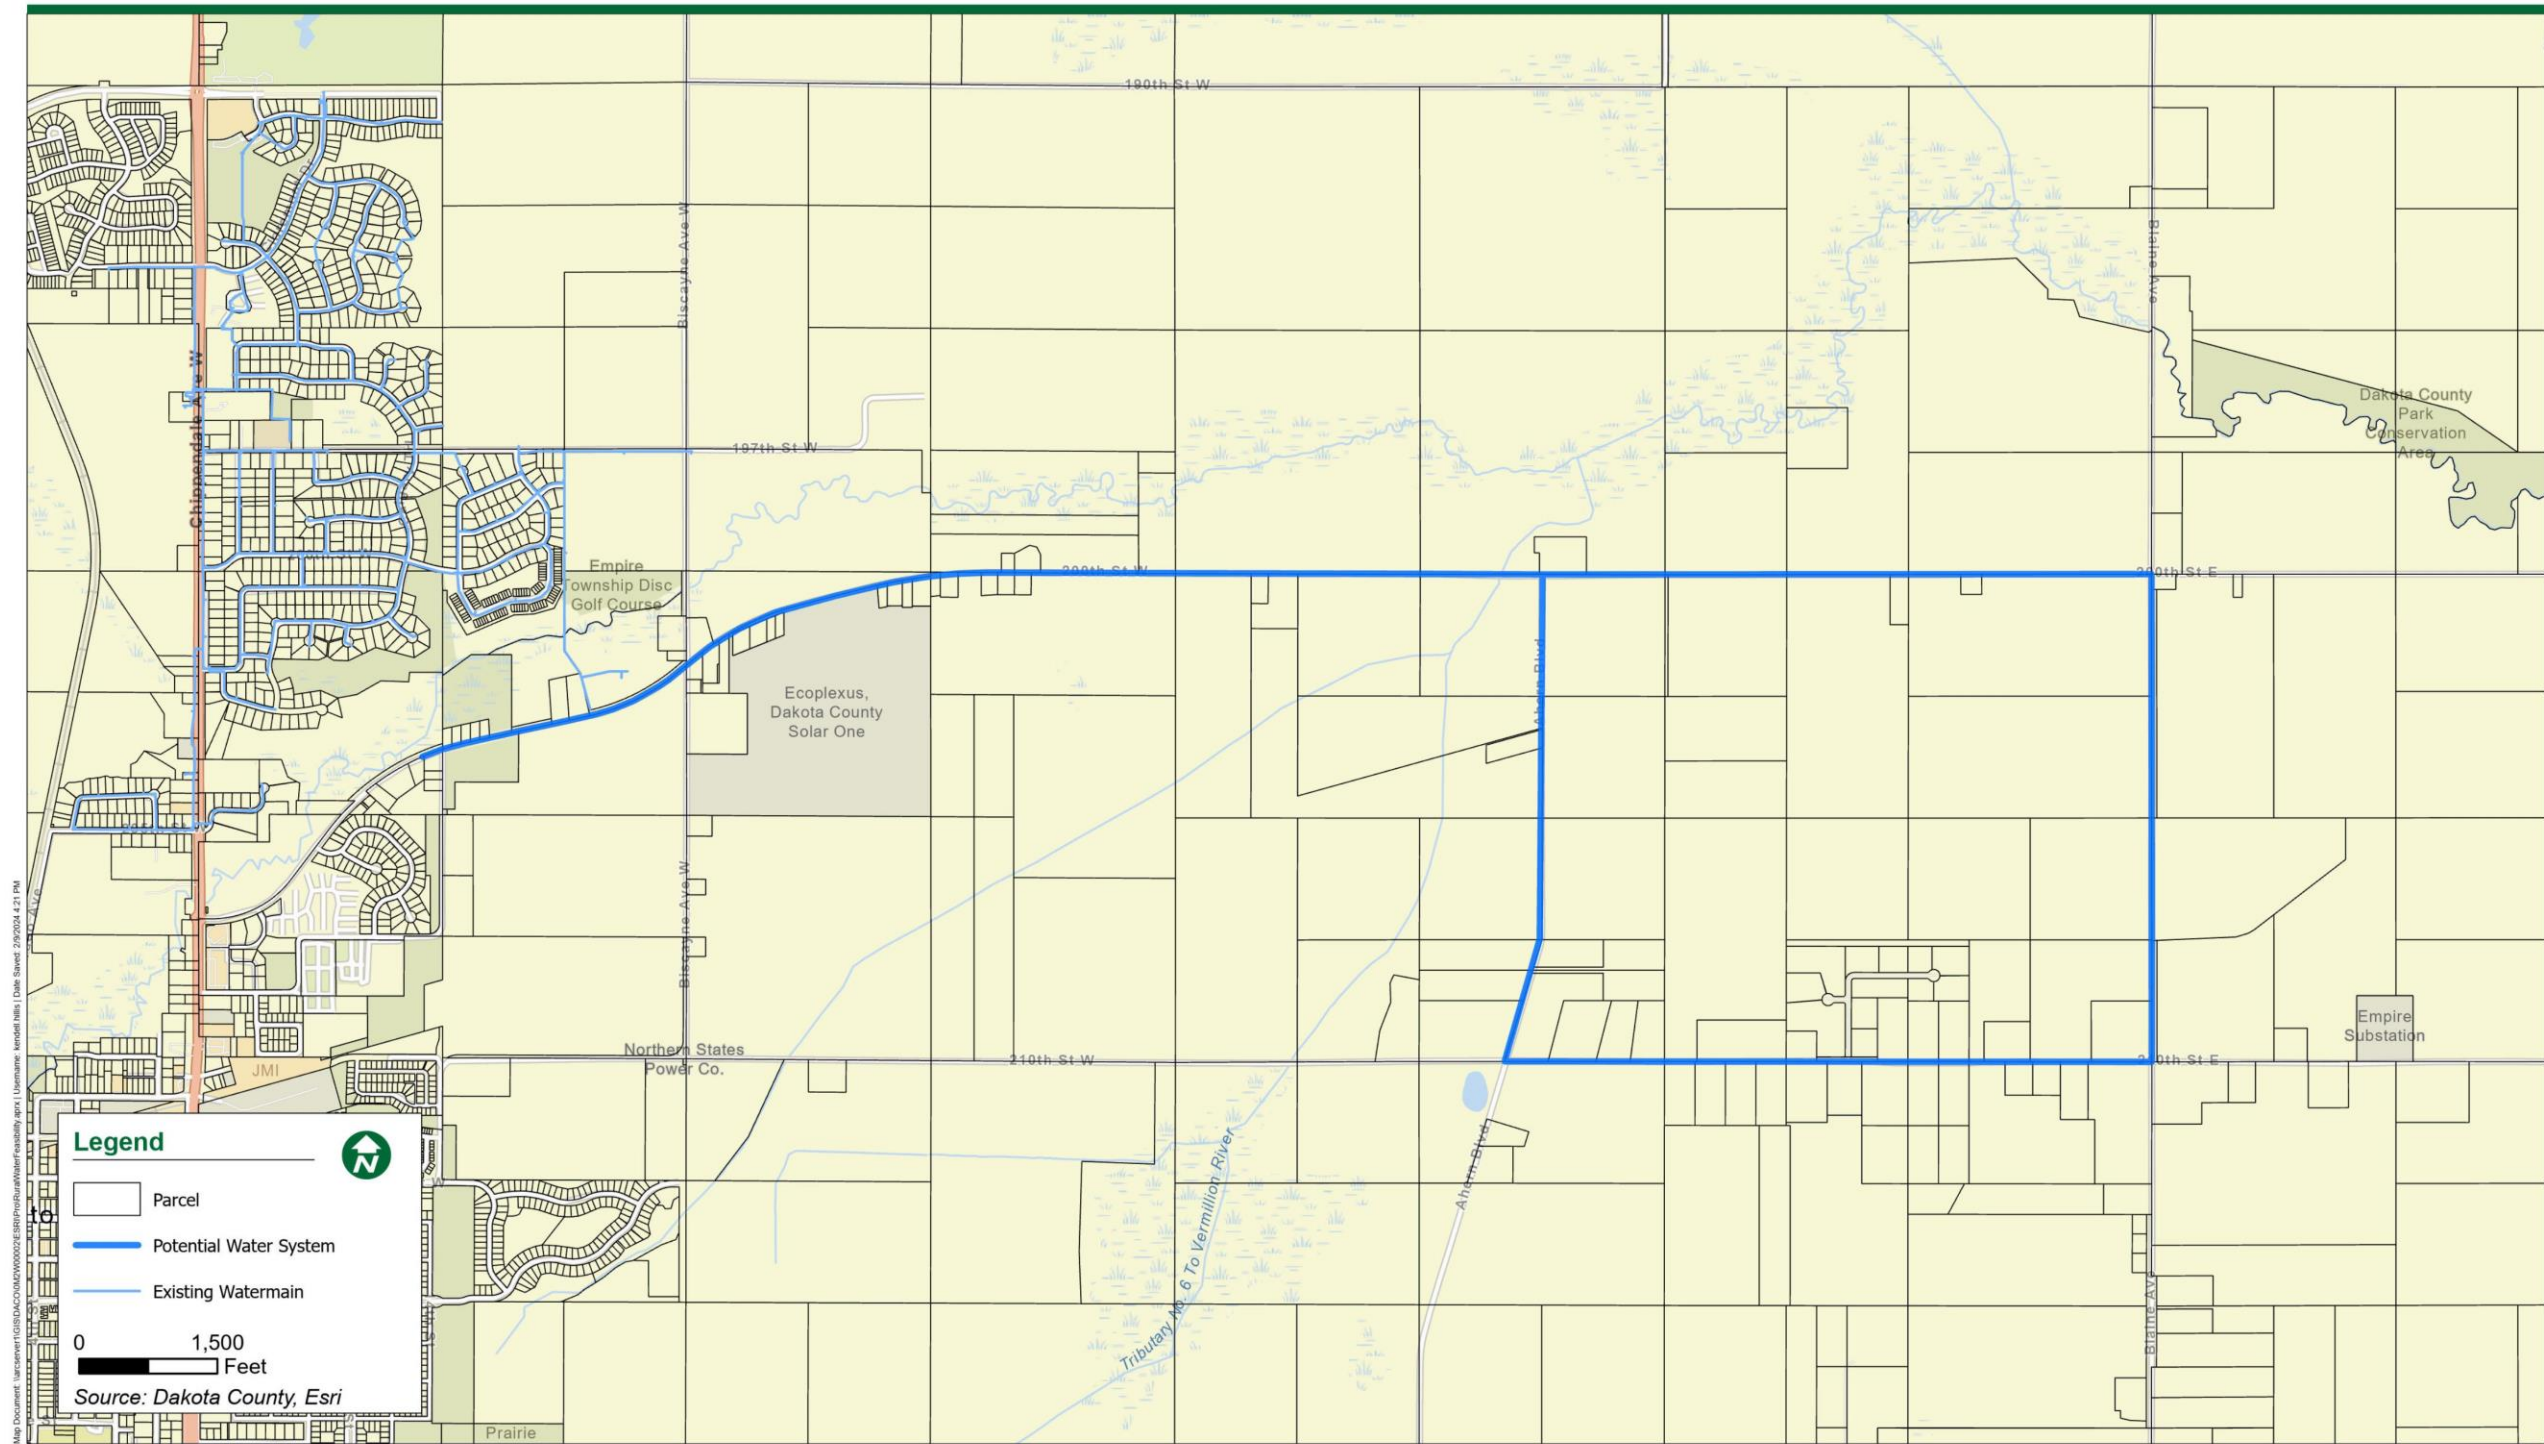 190th St W
Biscayne Ave W
Blaine Ave
Chippendale Ave W
Dakota County
Park
Conservation
Area
197th St W
Empire
Township Disc
Golf Course
200th St W
200th St E
Ahern Blvd
Ecoplexus,
Dakota County
Solar One
205th St W
Biscayne Ave W
Empire
Substation
Northern States
Power Co.
210th St W
210th St E
JMI
Ahern Blvd
Tributary No. 6 To Vermillion River
Blaine Ave
Prairie
Legend
N
Parcel
Potential Water System
Existing Watermain
0 1,500
Feet
Source: Dakota County, Esri
to